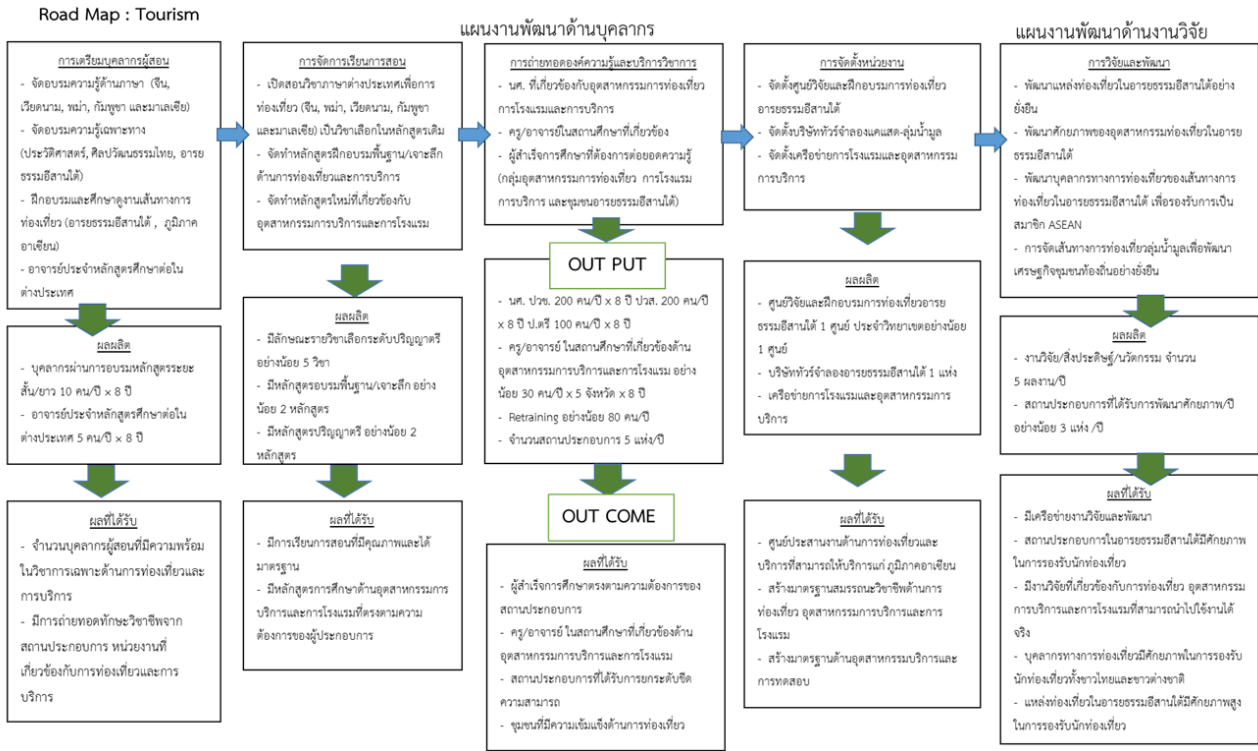 Road Map : Tourism
แผนงานพัฒนาด้านบุคลากร
แผนงานพัฒนาด้านงานวิจัย
การเตรียมบุคลากรผู้สอน
- จัดอบรมความรู้ด้านภาษา (จีน,
เวียดนาม, พม่า, กัมพูชา และมาเลเซีย)
- จัดอบรมความรู้เฉพาะทาง
(ประวัติศาสตร์, ศิลปวัฒนธรรมไทย, อารย
ธรรมอีสานใต้)
- ฝึกอบรมและศึกษาดูงานเส้นทางการ
ท่องเที่ยว (อารยธรรมอีสานใต้ , ภูมิภาค
อาเซียน)
- อาจารย์ประจำหลักสูตรศึกษาต่อใน
ต่างประเทศ
ผลผลิต
- บุคลากรผ่านการอบรมหลักสูตรระยะ
สั้น/ยาว 10 คน/ปี x 8 ปี
- อาจารย์ประจำหลักสูตรศึกษาต่อใน
ต่างประเทศ 5 คน/ปี x 8 ปี
ผลที่ได้รับ
- จำนวนบุคลากรผู้สอนที่มีความพร้อม
ในวิชาการเฉพาะด้านการท่องเที่ยวและ
การบริการ
- มีการถ่ายทอดทักษะวิชาชีพจาก
สถานประกอบการ หน่วยงานที่
เกี่ยวข้องกับการท่องเที่ยวและการ
บริการ
การจัดการเรียนการสอน
- เปิดสอนวิชาภาษาต่างประเทศเพื่อการ
ท่องเที่ยว (จีน, พม่า, เวียดนาม, กัมพูชา
และมาเลเซีย) เป็นวิชาเลือกในหลักสูตรเดิม
- จัดทำหลักสูตรฝึกอบรมพื้นฐาน/เจาะลึก
ด้านการท่องเที่ยวและการบริการ
- จัดทำหลักสูตรใหม่ที่เกี่ยวข้องกับ
อุตสาหกรรมการบริการและการโรงแรม
ผลผลิต
- มีลักษณะรายวิชาเลือกระดับปริญญาตรี
อย่างน้อย 5 วิชา
- มีหลักสูตรอบรมพื้นฐาน/เจาะลึก อย่าง
น้อย 2 หลักสูตร
- มีหลักสูตรปริญญาตรี อย่างน้อย 2
หลักสูตร
ผลที่ได้รับ
- มีการเรียนการสอนที่มีคุณภาพและได้
มาตรฐาน
- มีหลักสูตรการศึกษาด้านอุตสาหกรรมการ
บริการและการโรงแรมที่ตรงตามความ
ต้องการของผู้ประกอบการ
การถ่ายทอดองค์ความรู้และบริการวิชาการ
- นศ. ที่เกี่ยวข้องกับอุตสาหกรรมการท่องเที่ยว
การโรงแรมและการบริการ
- ครู/อาจารย์ในสถานศึกษาที่เกี่ยวข้อง
- ผู้สำเร็จการศึกษาที่ต้องการต่อยอดความรู้
(กลุ่มอุตสาหกรรมการท่องเที่ยว การโรงแรม
การบริการ และชุมชนอารยธรรมอีสานใต้)
OUT PUT
- นศ. ปวช. 200 คน/ปี x 8 ปี ปวส. 200 คน/ปี
x 8 ปี ป.ตรี 100 คน/ปี x 8 ปี
- ครู/อาจารย์ ในสถานศึกษาที่เกี่ยวข้องด้าน
อุตสาหกรรมการบริการและการโรงแรม อย่าง
น้อย 30 คน/ปี x 5 จังหวัด x 8 ปี
- Retraining อย่างน้อย 80 คน/ปี
- จำนวนสถานประกอบการ 5 แห่ง/ปี
OUT COME
ผลที่ได้รับ
- ผู้สำเร็จการศึกษาตรงตามความต้องการของ
สถานประกอบการ
- ครู/อาจารย์ ในสถานศึกษาที่เกี่ยวข้องด้าน
อุตสาหกรรมการบริการและการโรงแรม
- สถานประกอบการที่ได้รับการยกระดับขีด
ความสามารถ
- ชุมชนที่มีความเข้มแข็งด้านการท่องเที่ยว
การจัดตั้งหน่วยงาน
- จัดตั้งศูนย์วิจัยและฝึกอบรมการท่องเที่ยว
อารยธรรมอีสานใต้
- จัดตั้งบริษัททัวร์จำลองแคแสด-ลุ่มน้ำมูล
- จัดตั้งเครือข่ายการโรงแรมและอุตสาหกรรม
การบริการ
ผลผลิต
- ศูนย์วิจัยและฝึกอบรมการท่องเที่ยวอารย
ธรรมอีสานใต้ 1 ศูนย์ ประจำวิทยาเขตอย่างน้อย
1 ศูนย์
- บริษัททัวร์จำลองอารยธรรมอีสานใต้ 1 แห่ง
- เครือข่ายการโรงแรมและอุตสาหกรรมการ
บริการ
ผลที่ได้รับ
- ศูนย์ประสานงานด้านการท่องเที่ยวและ
บริการที่สามารถให้บริการแก่ ภูมิภาคอาเซียน
- สร้างมาตรฐานสมรรถนะวิชาชีพด้านการ
ท่องเที่ยว อุตสาหกรรมการบริการและการ
โรงแรม
- สร้างมาตรฐานด้านอุตสาหกรรมบริการและ
การทดสอบ
การวิจัยและพัฒนา
- พัฒนาแหล่งท่องเที่ยวในอารยธรรมอีสานใต้อย่าง
ยั่งยืน
- พัฒนาศักยภาพของอุตสาหกรรมท่องเที่ยวในอารย
ธรรมอีสานใต้
- พัฒนาบุคลากรทางการท่องเที่ยวของเส้นทางการ
ท่องเที่ยวในอารยธรรมอีสานใต้ เพื่อรองรับการเป็น
สมาชิก ASEAN
- การจัดเส้นทางการท่องเที่ยวลุ่มน้ำมูลเพื่อพัฒนา
เศรษฐกิจชุมชนท้องถิ่นอย่างยั่งยืน
ผลผลิต
- งานวิจัย/สิ่งประดิษฐ์/นวัตกรรม จำนวน
5 ผลงาน/ปี
- สถานประกอบการที่ได้รับการพัฒนาศักยภาพ/ปี
อย่างน้อย 3 แห่ง /ปี
ผลที่ได้รับ
- มีเครือข่ายงานวิจัยและพัฒนา
- สถานประกอบการในอารยธรรมอีสานใต้มีศักยภาพ
ในการรองรับนักท่องเที่ยว
- มีงานวิจัยที่เกี่ยวข้องกับการท่องเที่ยว อุตสาหกรรม
การบริการและการโรงแรมที่สามารถนำไปใช้งานได้
จริง
- บุคลากรทางการท่องเที่ยวมีศักยภาพในการรองรับ
นักท่องเที่ยวทั้งชาวไทยและชาวต่างชาติ
- แหล่งท่องเที่ยวในอารยธรรมอีสานใต้มีศักยภาพสูง
ในการรองรับนักท่องเที่ยว